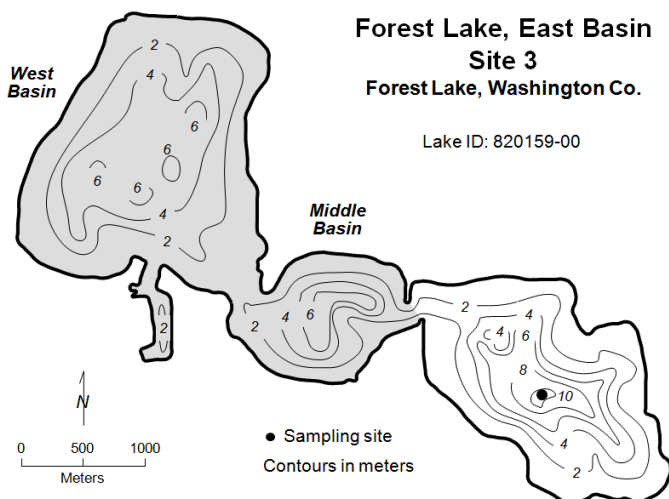 Forest Lake, East Basin
Site 3
Forest Lake, Washington Co.
Lake ID: 820159-00
West
Basin
2
4
6
6
6
6
4
2
2
Middle
Basin
2
4
6
2
4
4
6
8
10
4
2
N
Sampling site
Contours in meters
0 500 1000
Meters